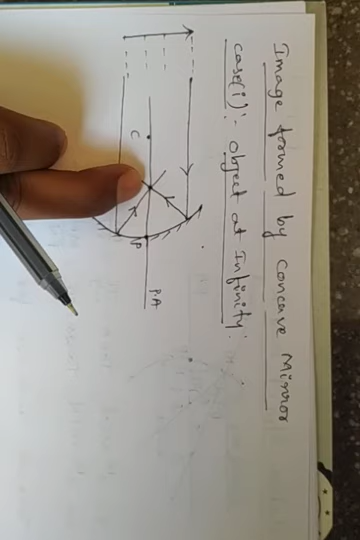 Image formed by concave Mirror
case(i): object at Infinity:
C
P
P.A